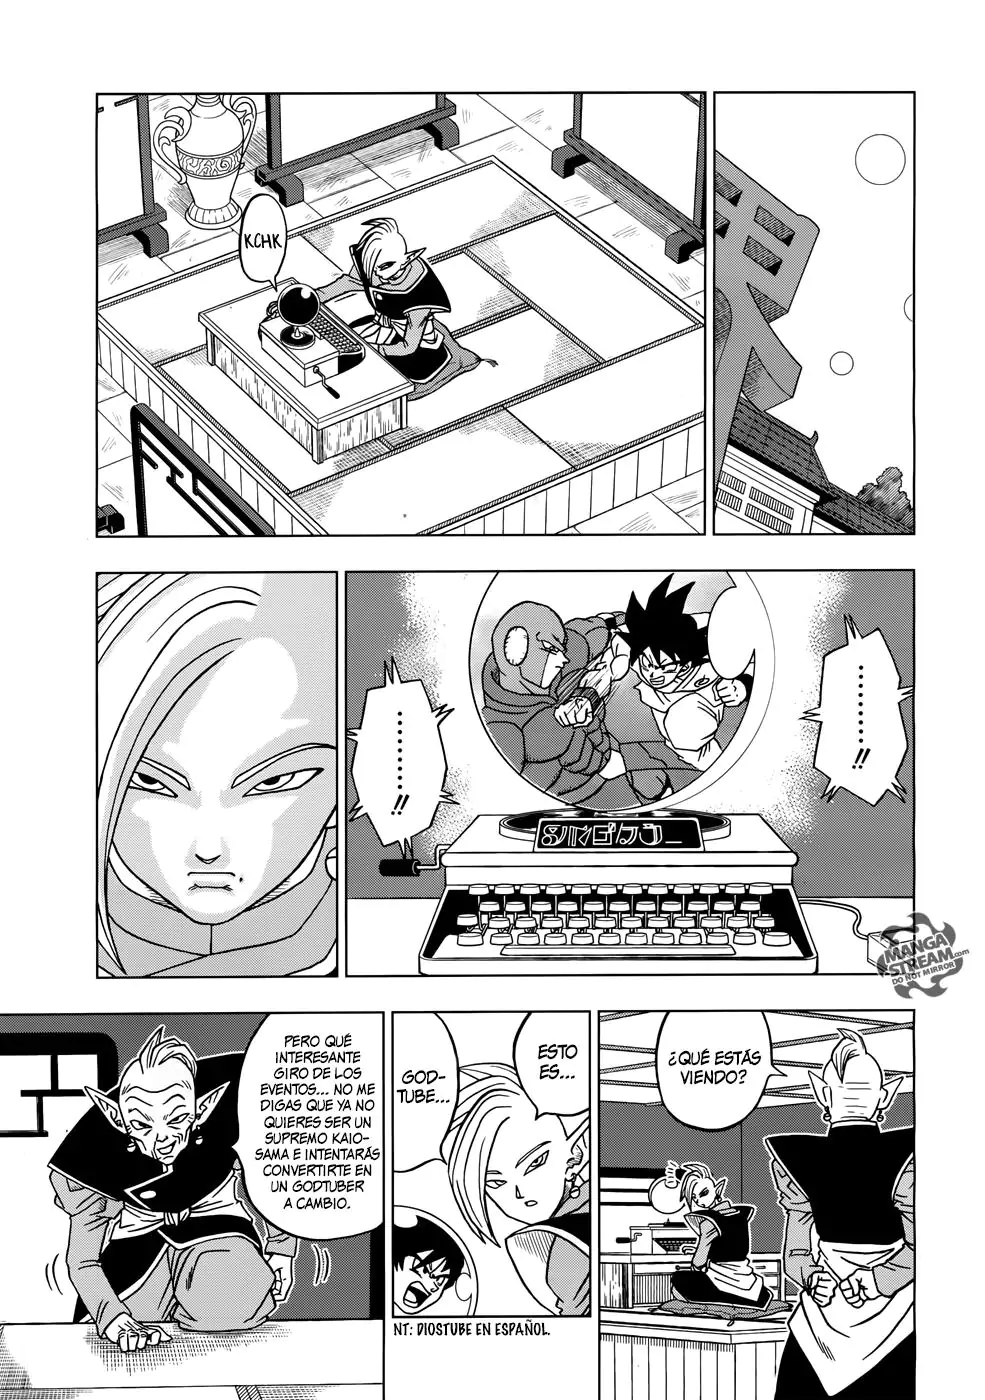 KCHK
........!!
........!!
MANGA
STREAM.com
DO NOT MIRROR
¿QUÉ ESTÁS
VIENDO?
ESTO
ES...
GOD-
TUBE...
NT: DIOSTUBE EN ESPAÑOL.
PERO QUÉ
INTERESANTE
GIRO DE LOS
EVENTOS... NO ME
DIGAS QUE YA NO
QUIERES SER UN
SUPREMO KAIO-
SAMA E INTENTARÁS
CONVERTIRTE EN
UN GODTUBER
A CAMBIO.